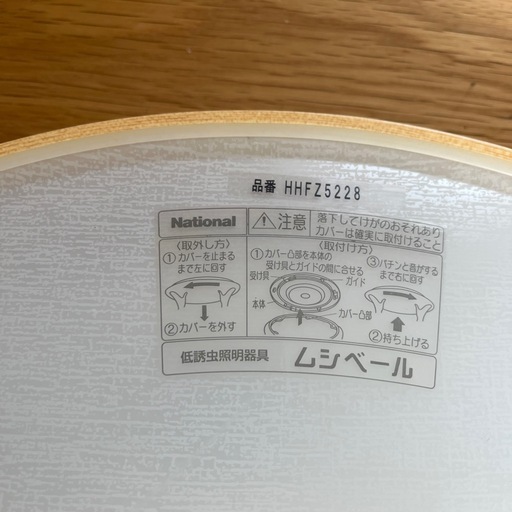 品番 HHFZ5228
National
注意
落下してけがのおそれあり
カバーは確実に取付けること
〈取外し方〉
①カバーを止まる
まで左に回す
②カバーを外す
〈取付け方〉
①カバー凸部を本体の
受け具とガイドの間に合せる
受け具
ガイド
本体
カバー凸部
②持ち上げる
③パチンと音がする
まで右に回す
低誘虫照明器具
ムシベール